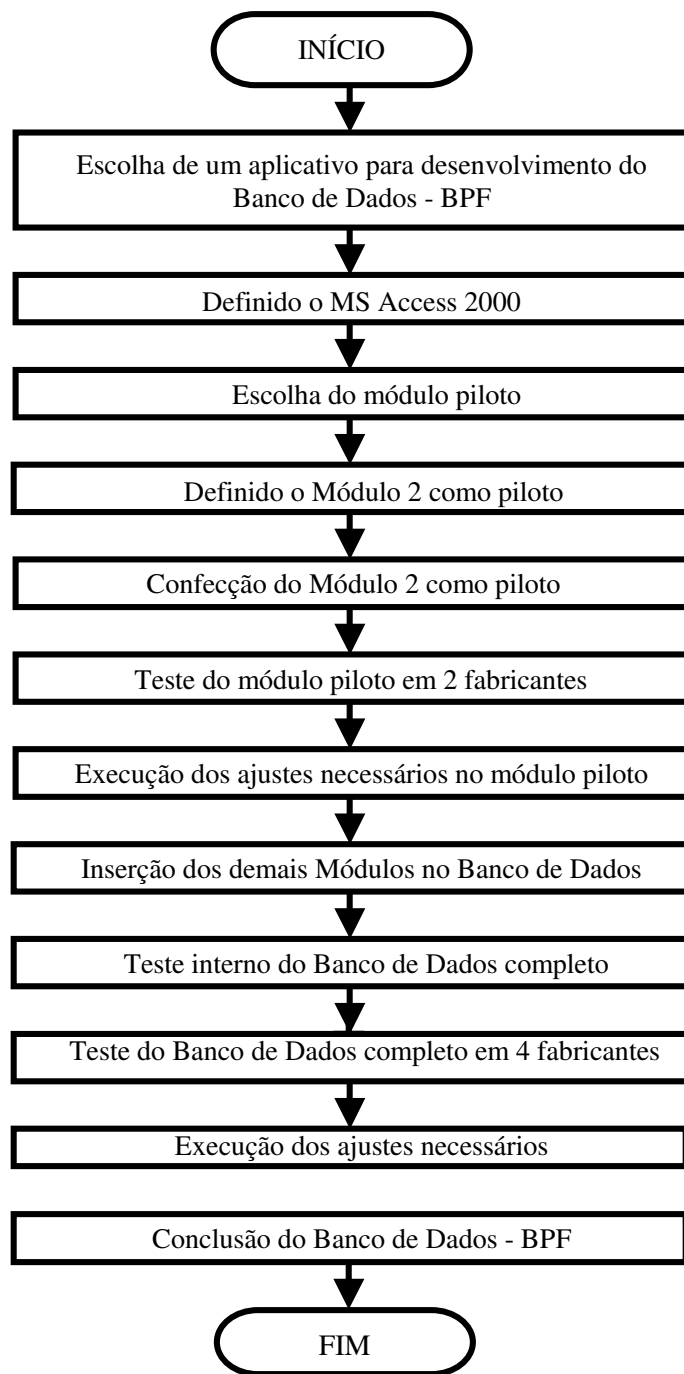 INÍCIO
Escolha de um aplicativo para desenvolvimento do
Banco de Dados - BPF
Definido o MS Access 2000
Escolha do módulo piloto
Definido o Módulo 2 como piloto
Confecção do Módulo 2 como piloto
Teste do módulo piloto em 2 fabricantes
Execução dos ajustes necessários no módulo piloto
Inserção dos demais Módulos no Banco de Dados
Teste interno do Banco de Dados completo
Teste do Banco de Dados completo em 4 fabricantes
Execução dos ajustes necessários
Conclusão do Banco de Dados - BPF
FIM